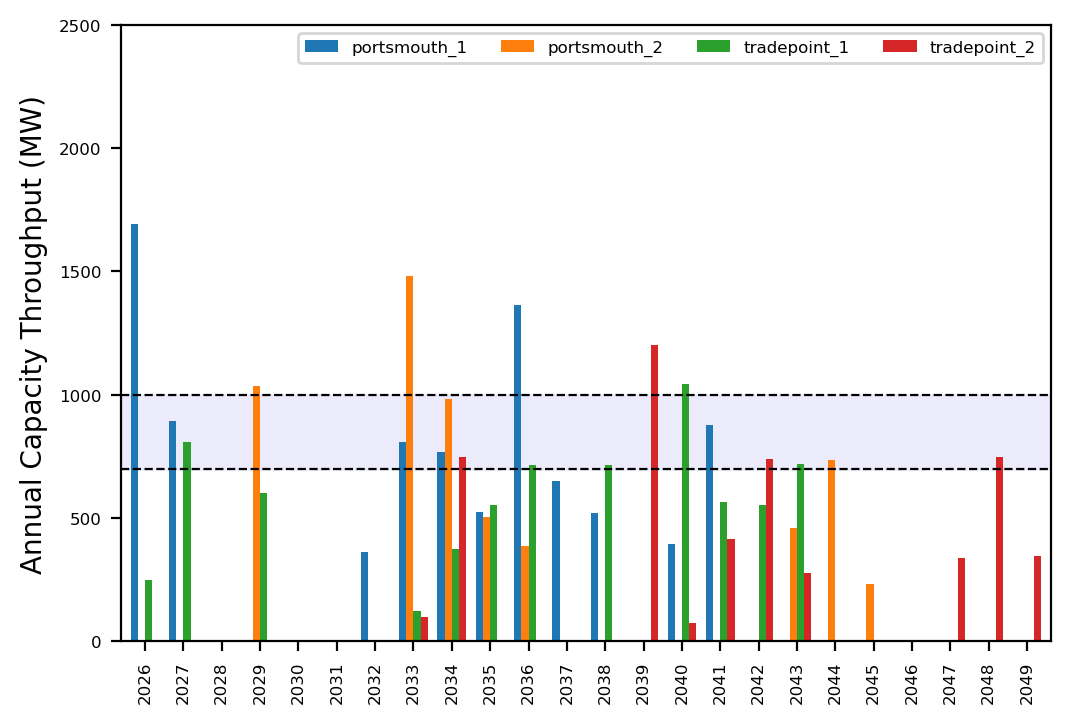 Annual Capacity Throughput (MW)
2500
2000
1500
1000
500
0
portsmouth_1 portsmouth_2 tradepoint_1 tradepoint_2
2026 2027 2028 2029 2030 2031 2032 2033 2034 2035 2036 2037 2038 2039 2040 2041 2042 2043 2044 2045 2046 2047 2048 2049